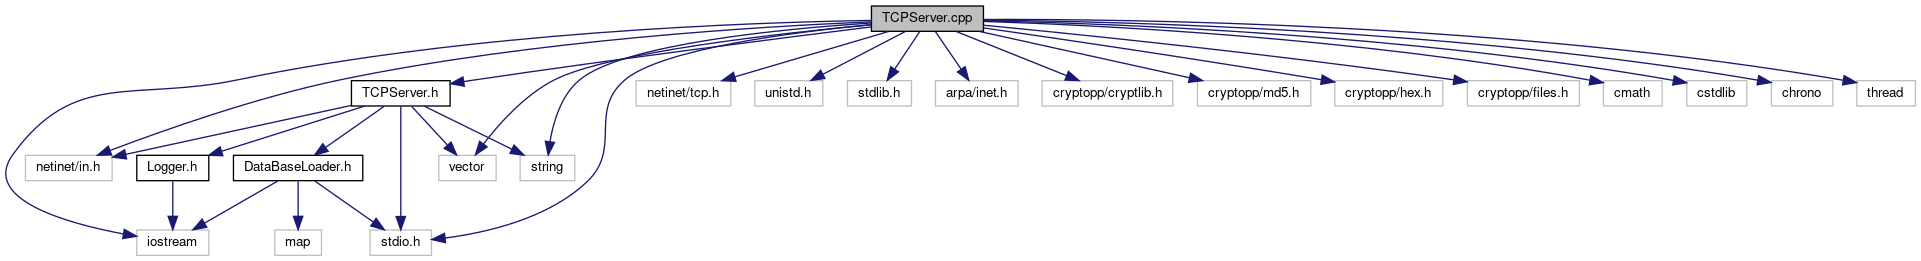 TCPServer.cpp
TCPServer.h
netinet/tcp.h
unistd.h
stdlib.h
arpa/inet.h
cryptopp/cryptlib.h
cryptopp/md5.h
cryptopp/hex.h
cryptopp/files.h
cmath
cstdlib
chrono
thread
netinet/in.h
Logger.h
DataBaseLoader.h
vector
string
iostream
map
stdio.h